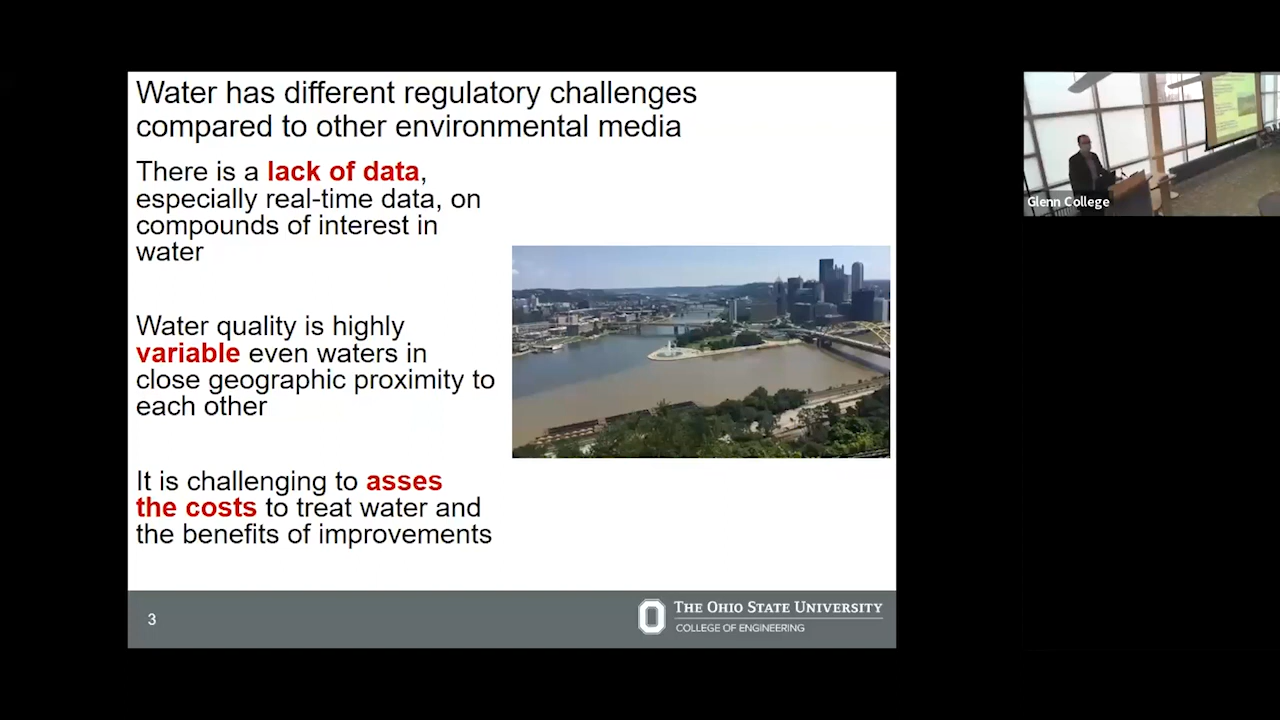 Water has different regulatory challenges
compared to other environmental media
There is a lack of data,
especially real-time data, on
compounds of interest in
water
Water quality is highly
variable even waters in
close geographic proximity to
each other
It is challenging to asses
the costs to treat water and
the benefits of improvements
3
THE OHIO STATE UNIVERSITY
COLLEGE OF ENGINEERING
Glenn College